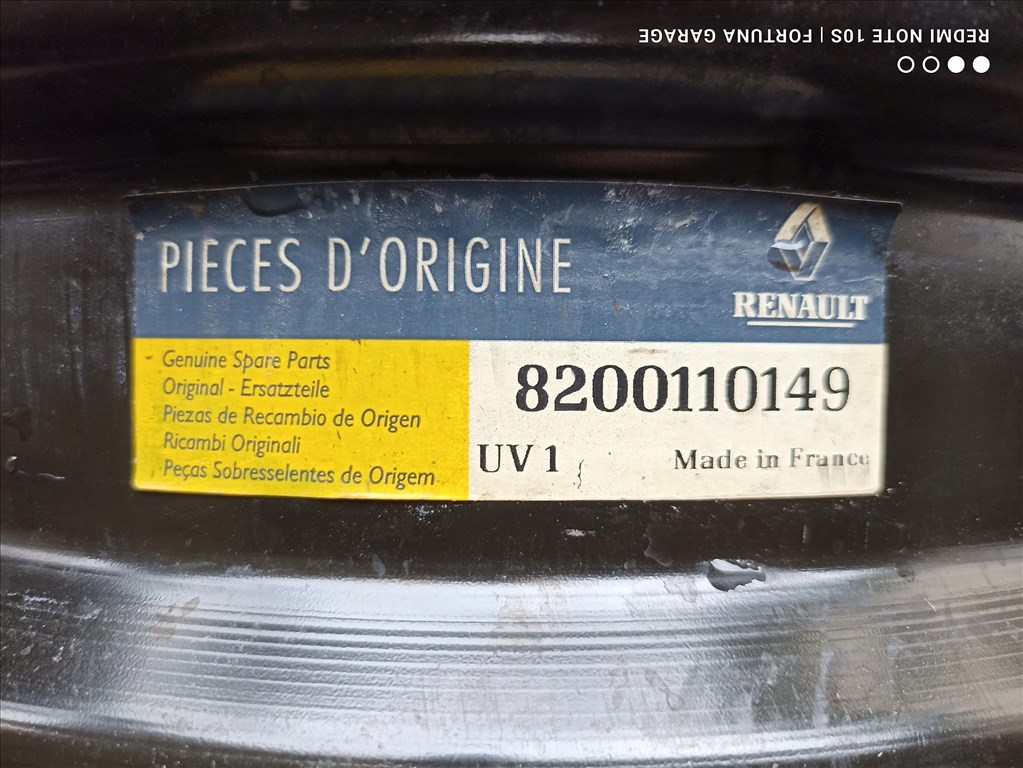 REDMI NOTE 10S | FORTUNA GARAGE
PIECES D'ORIGINE
RENAULT
Genuine Spare Parts
Original - Ersatzteile
Piezas de Recambio de Origen
Ricambi Originali
Peças Sobresselentes de Origem
8200110149
UV 1
Made in France